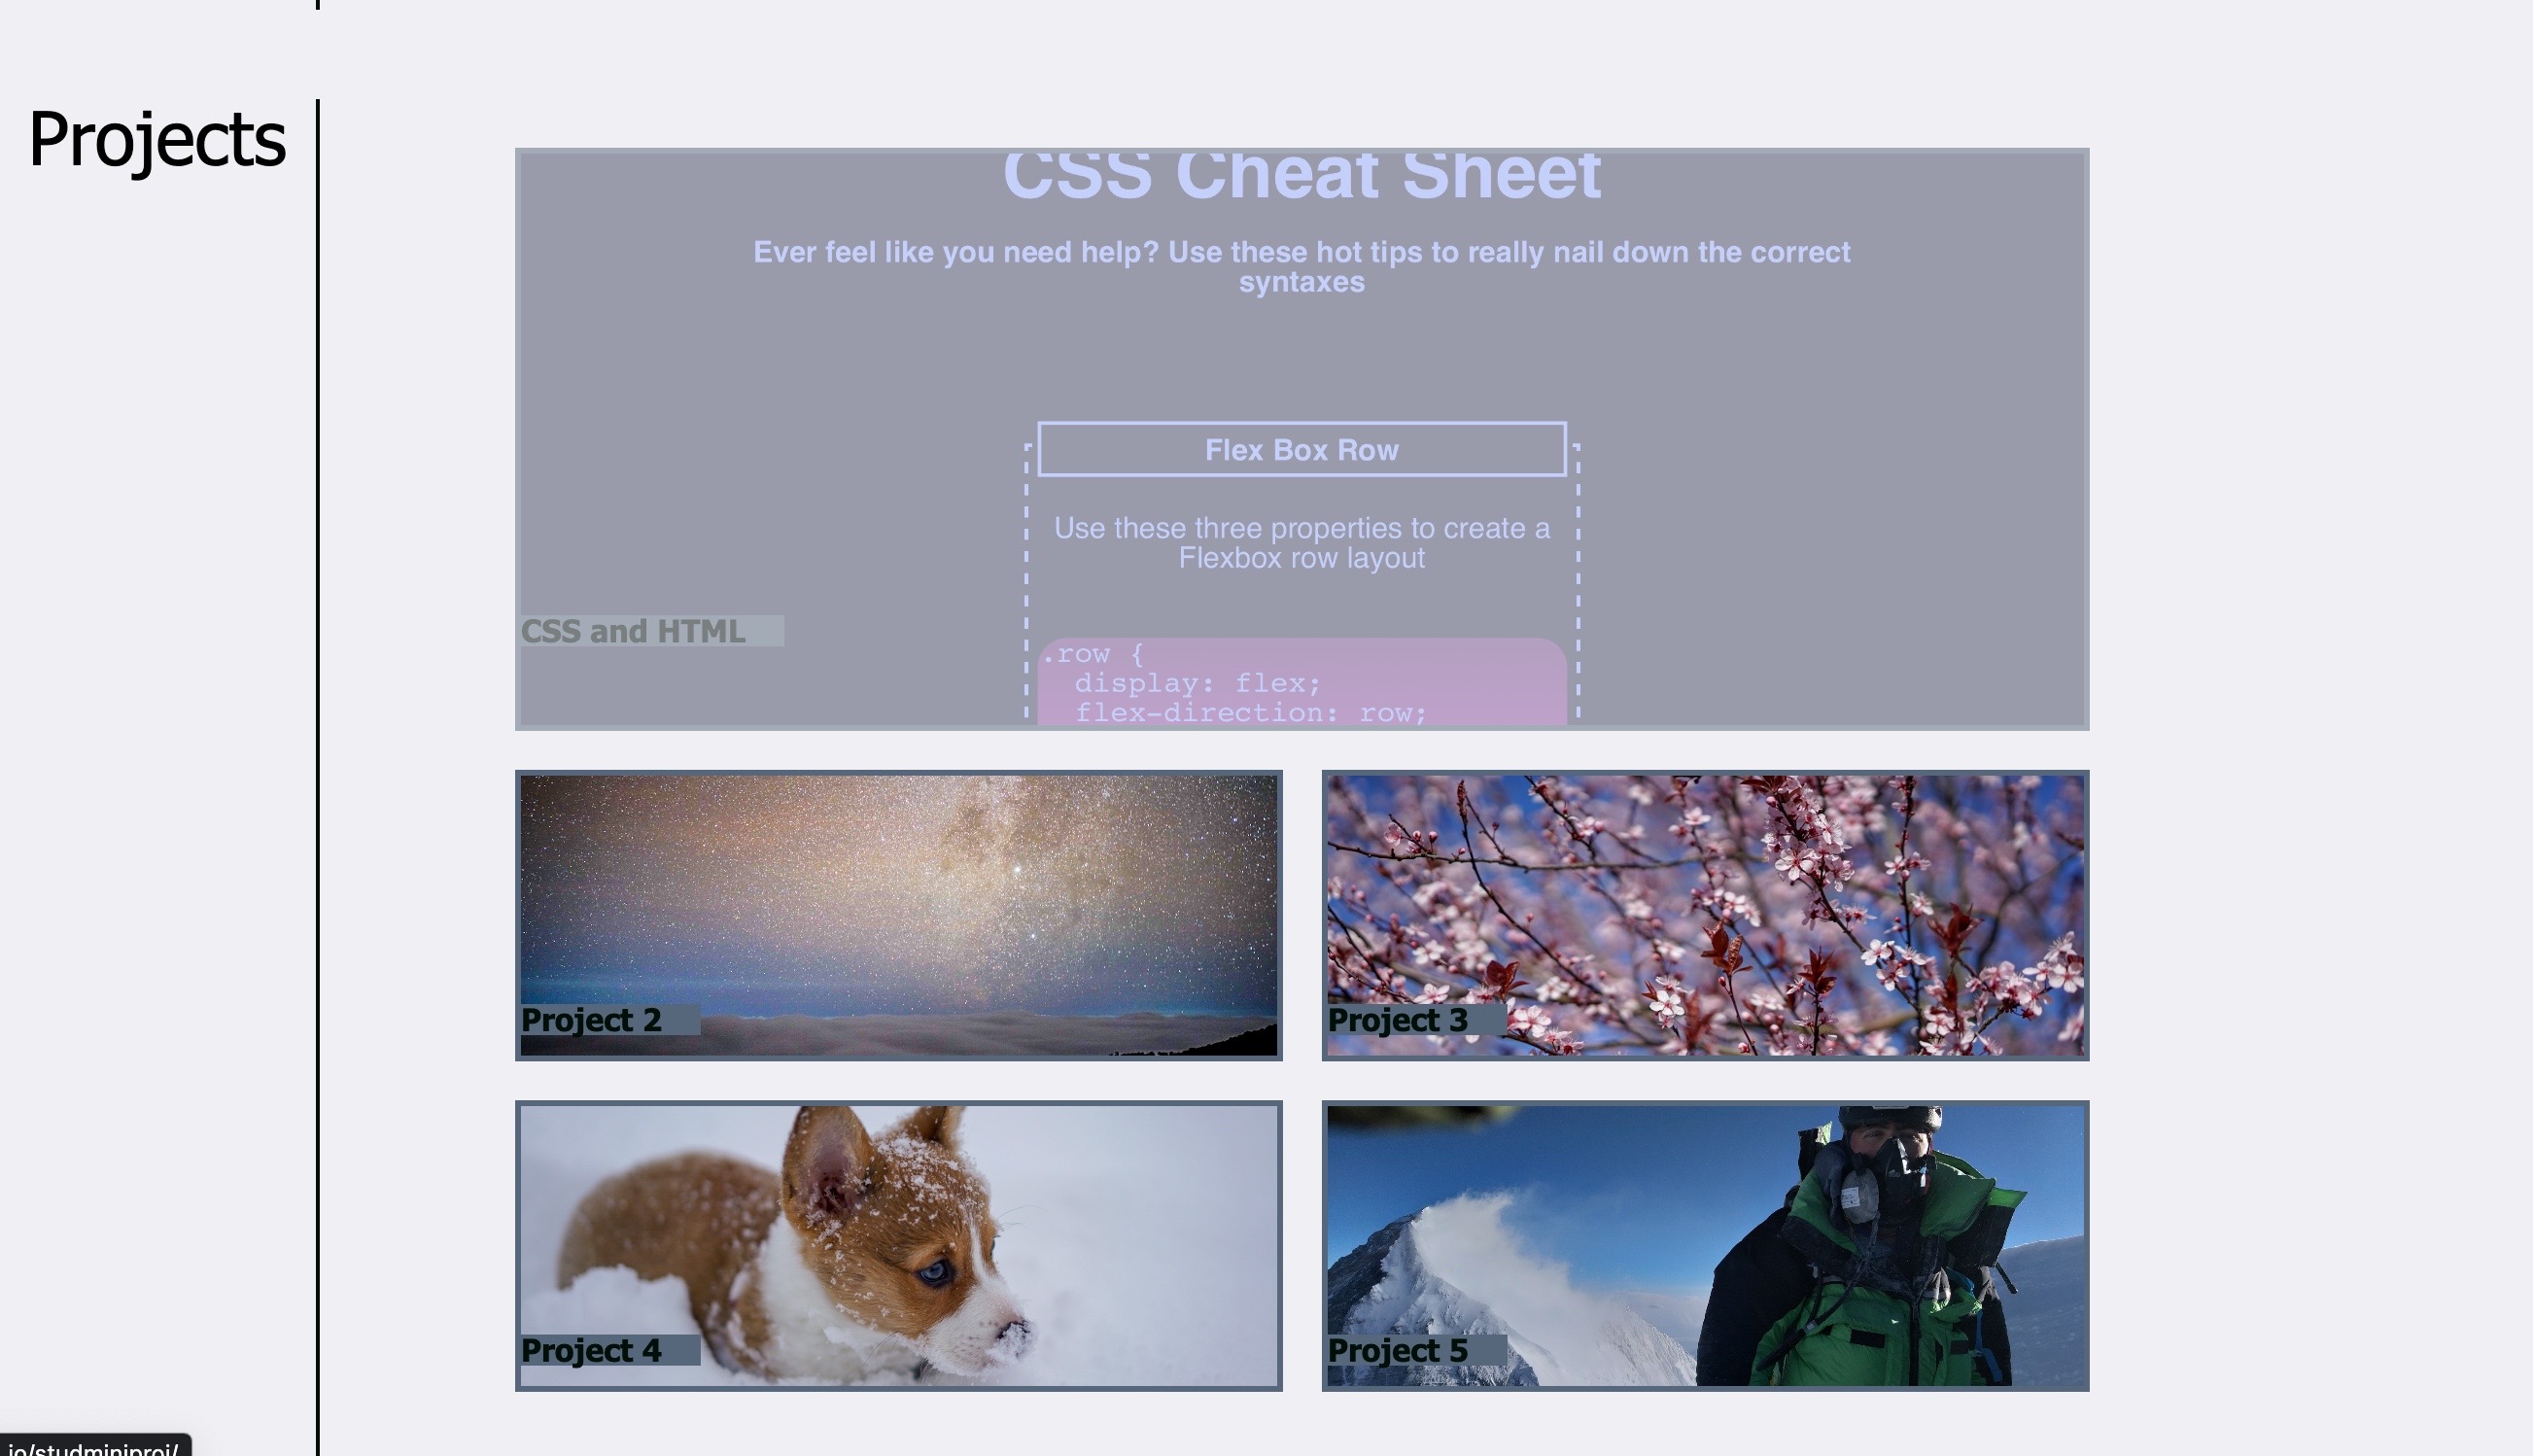 Projects
CSS Cheat Sheet
Ever feel like you need help? Use these hot tips to really nail down the correct
syntaxes
Flex Box Row
Use these three properties to create a
Flexbox row layout
CSS and HTML
.row {
display: flex;
flex-direction: row;
Project 2
Project 3
Project 4
Project 5
io/studminiproj/